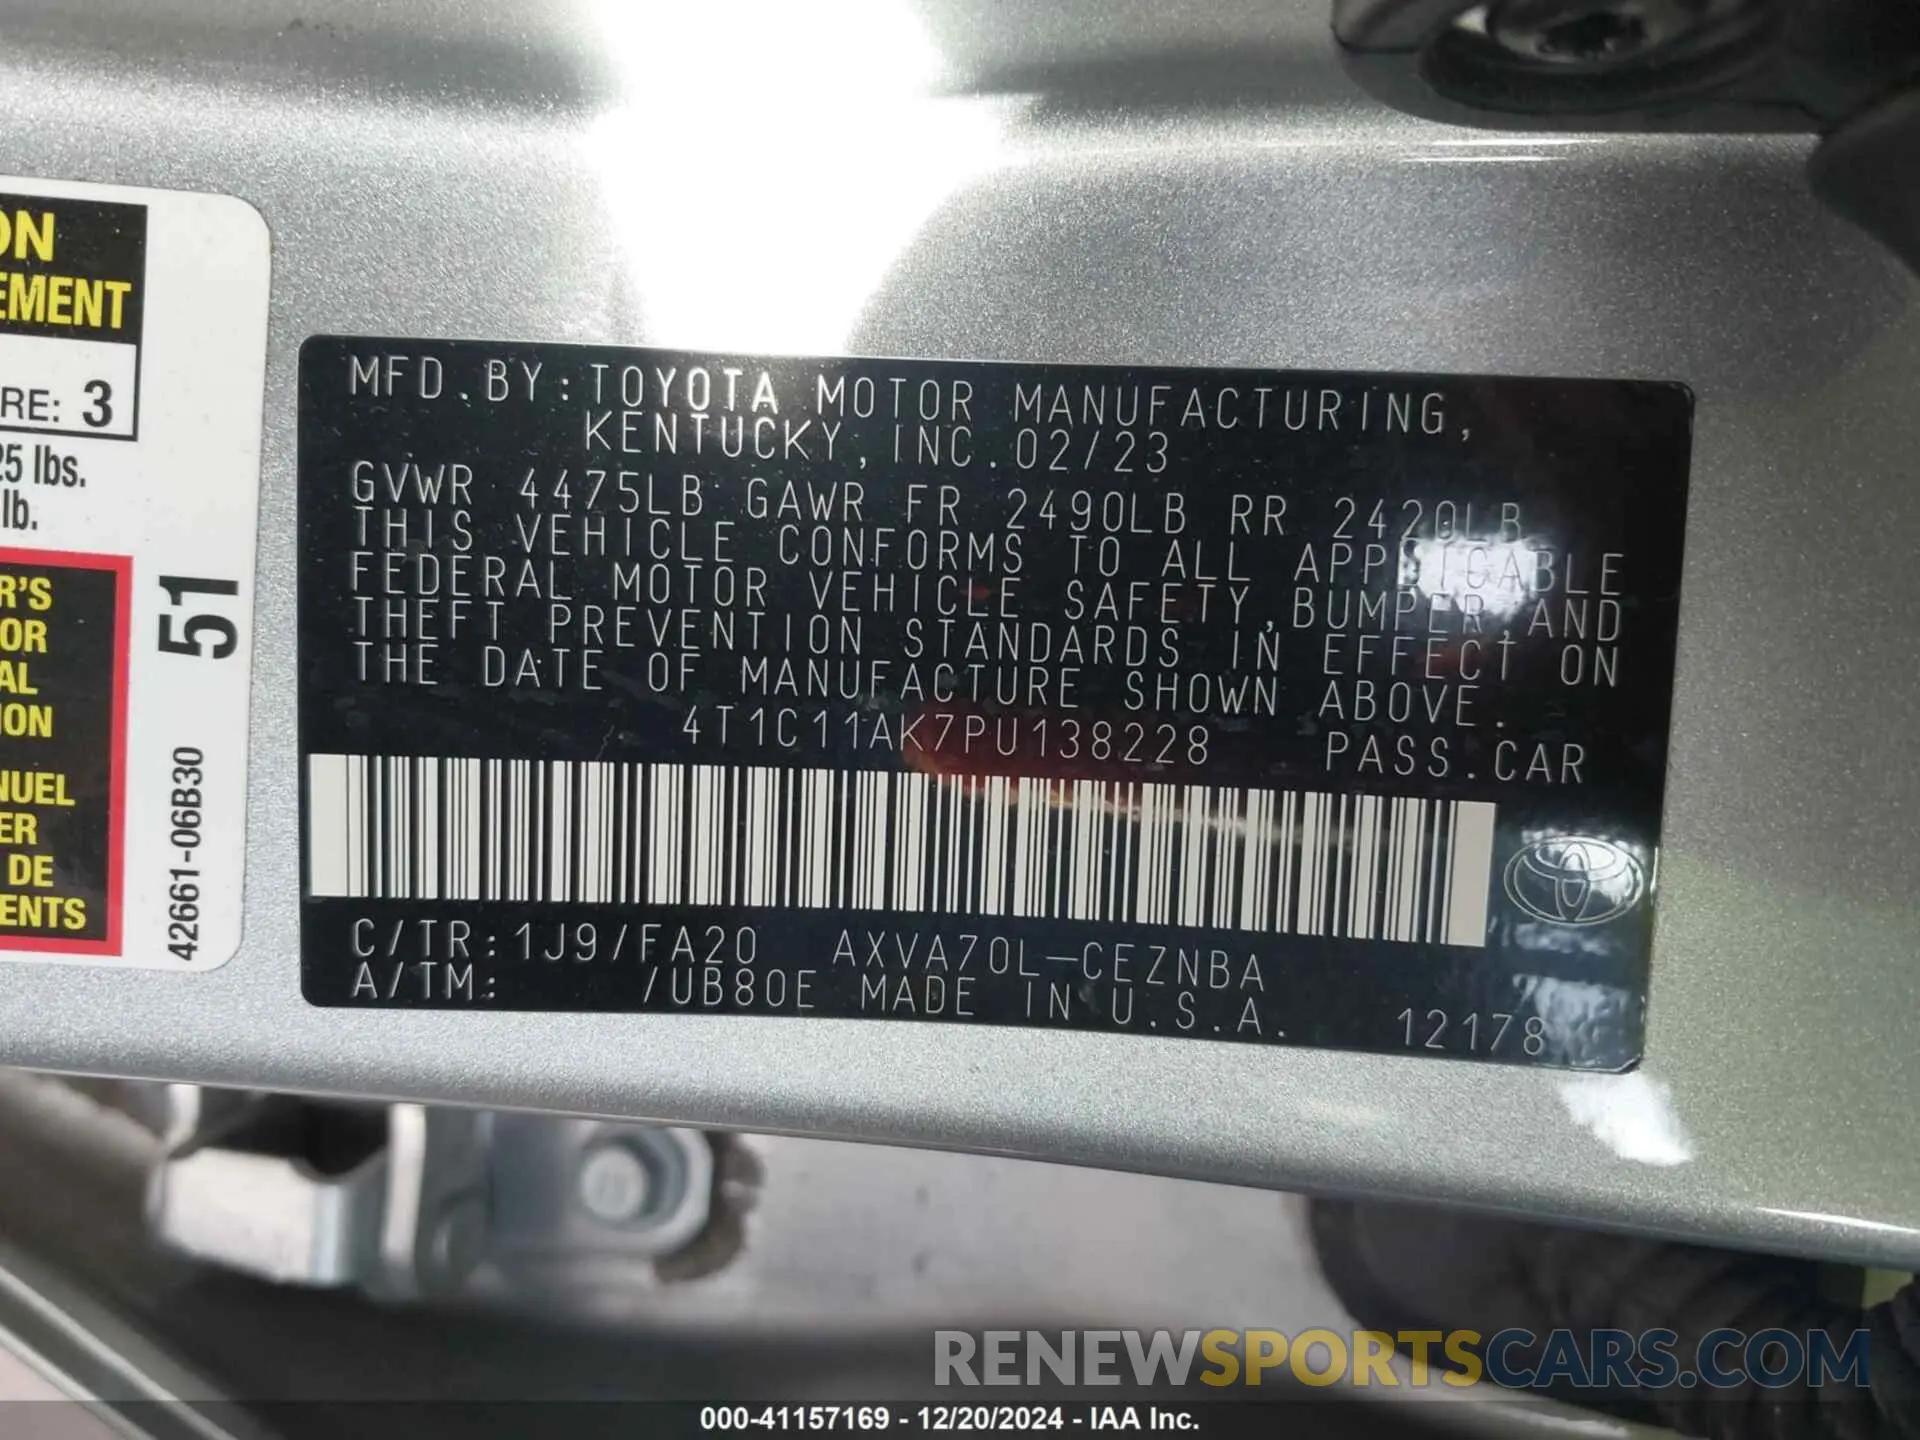 ON
EMENT
RE: 3
25 lbs.
lb.
R'S
OR
AL
ION
NUEL
ER
DE
ENTS
51
42661-06B30
MFD.BY:TOYOTA MOTOR MANUFACTURING,
KENTUCKY,INC.02/23
GVWR 4475LB GAWR FR 2490LB RR 2420LB
THIS VEHICLE CONFORMS TO ALL APPLICABLE
FEDERAL MOTOR VEHICLE SAFETY,BUMPER,AND
THEFT PREVENTION STANDARDS IN EFFECT ON
THE DATE OF MANUFACTURE SHOWN ABOVE.
4T1C11AK7PU138228 PASS.CAR
C/TR:1J9/FA20 AXVA70L-CEZNBA
A/TM: /UB80E MADE IN U.S.A. 12178
RENEWSPORTSCARS.COM
000-41157169 - 12/20/2024 - IAA Inc.